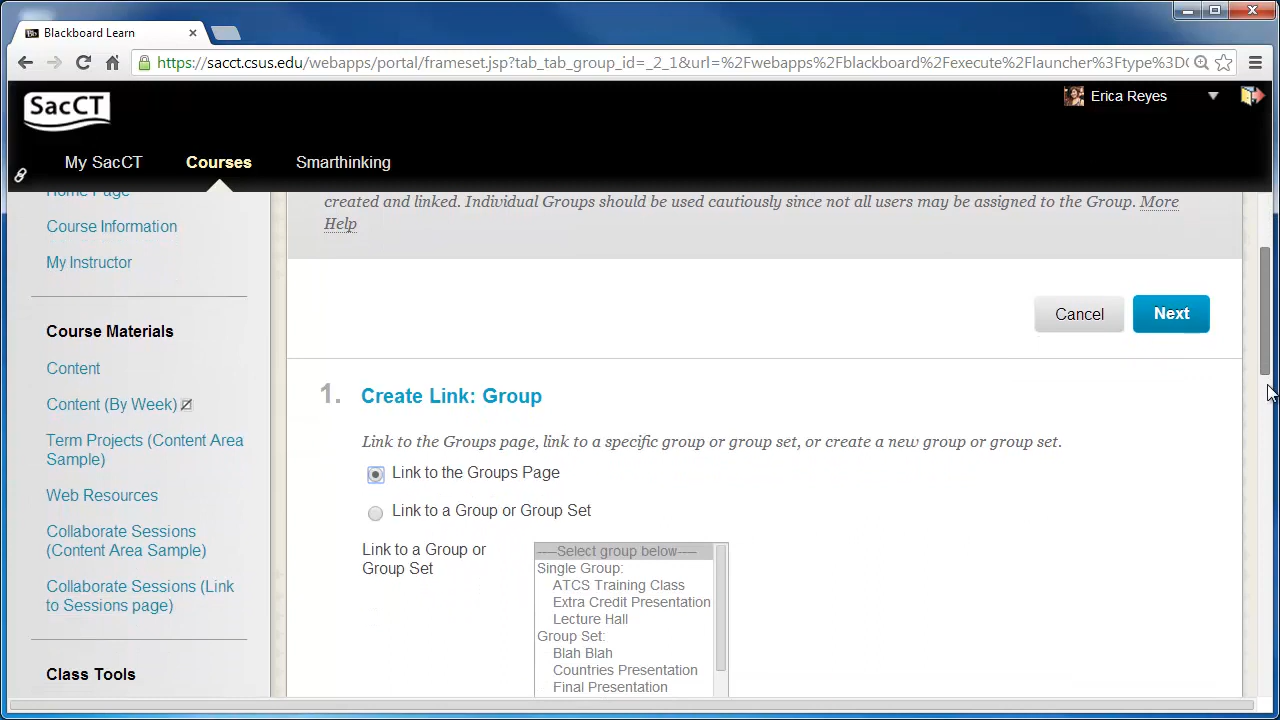 Blackboard Learn
https://sacct.csus.edu/webapps/portal/frameset.jsp?tab_tab_group_id=_2_1&url=%2Fwebapps%2Fblackboard%2Fexecute%2Flauncher%3Ftype%3DC
SacCT
Erica Reyes
My SacCT
Courses
Smarthinking
Home Page
Course Information
My Instructor
Course Materials
Content
Content (By Week)
Term Projects (Content Area
Sample)
Web Resources
Collaborate Sessions
(Content Area Sample)
Collaborate Sessions (Link
to Sessions page)
Class Tools
created and linked. Individual Groups should be used cautiously since not all users may be assigned to the Group. More
Help
Cancel
Next
1. Create Link: Group
Link to the Groups page, link to a specific group or group set, or create a new group or group set.
Link to the Groups Page
Link to a Group or Group Set
Link to a Group or
Group Set
-----Select group below-----
Single Group:
ATCS Training Class
Extra Credit Presentation
Lecture Hall
Group Set:
Blah Blah
Countries Presentation
Final Presentation